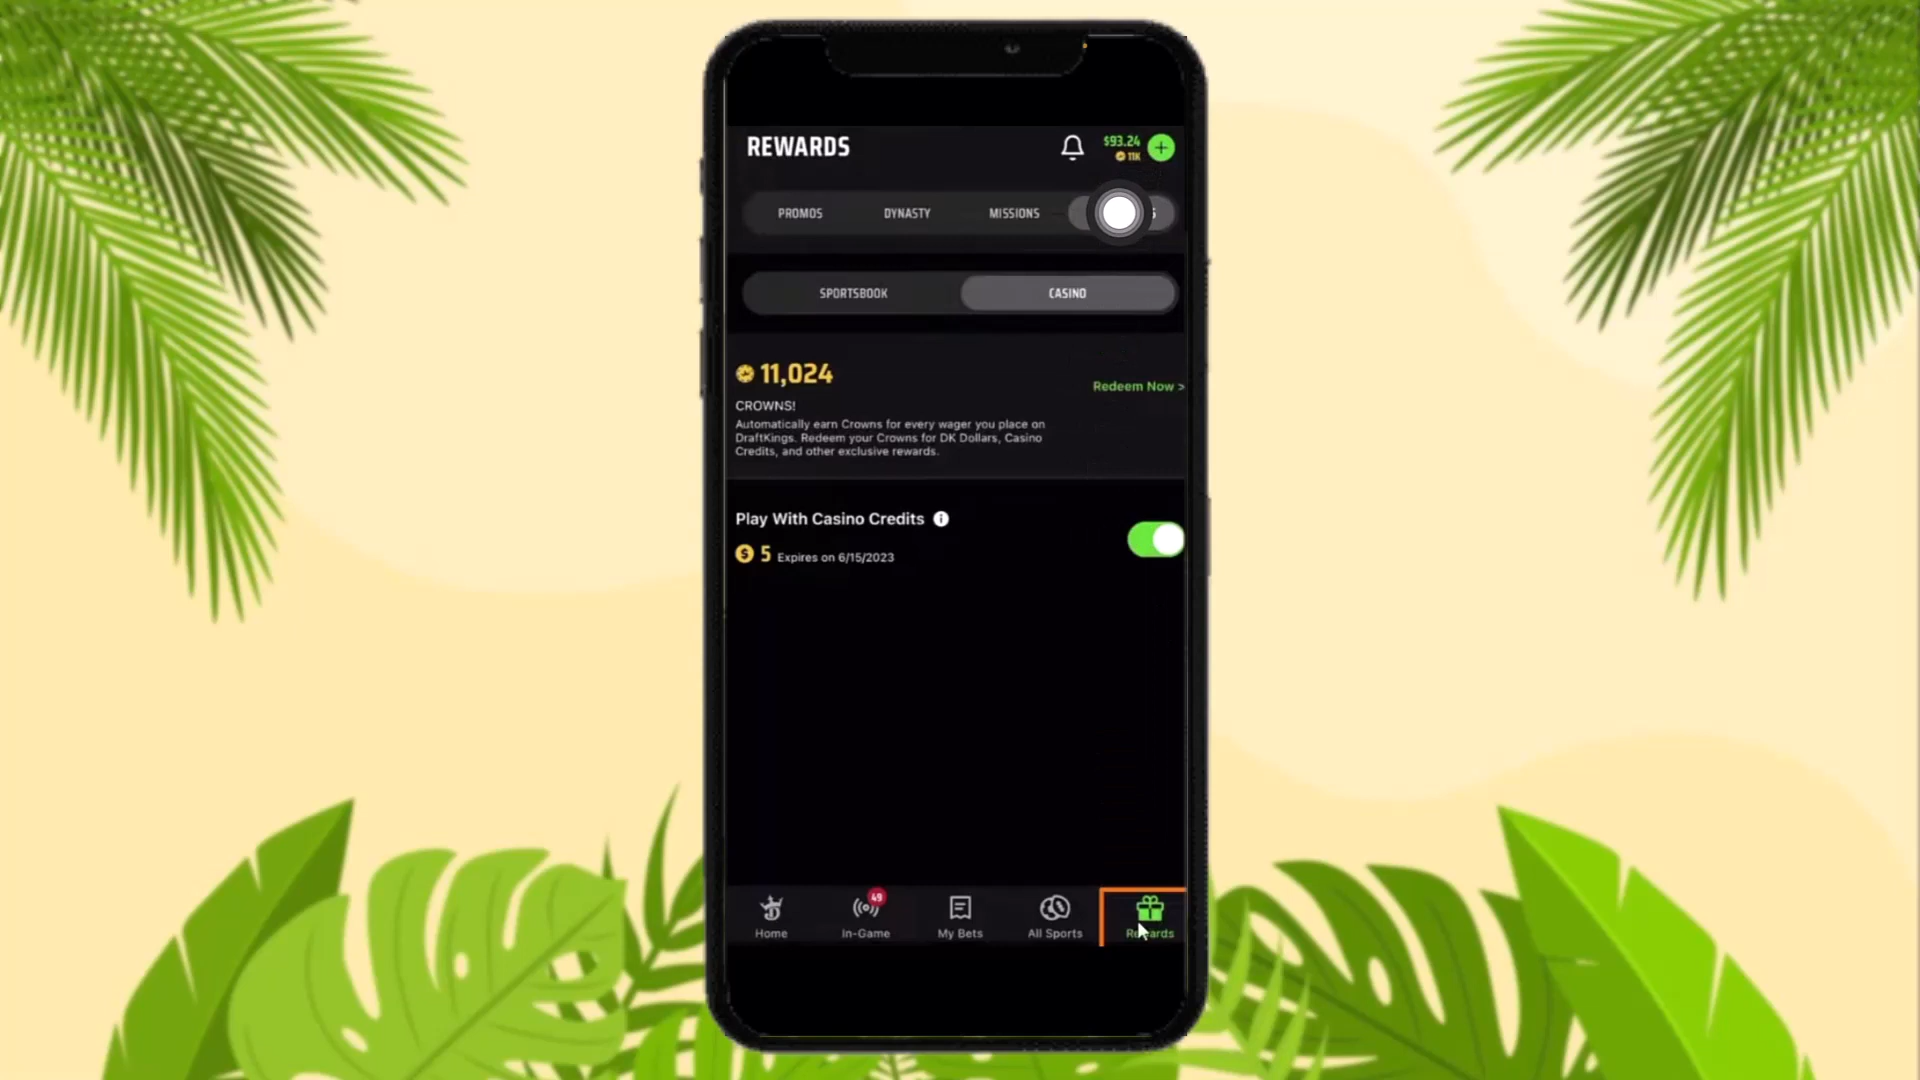 REWARDS
$93.24
11K
PROMOS DYNASTY MISSIONS
SPORTSBOOK CASINO
11,024
Redeem Now >
CROWNS!
Automatically earn Crowns for every wager you place on
DraftKings. Redeem your Crowns for DK Dollars, Casino
Credits, and other exclusive rewards.
Play With Casino Credits
5 Expires on 6/15/2023
49
Home In-Game My Bets All Sports Rewards